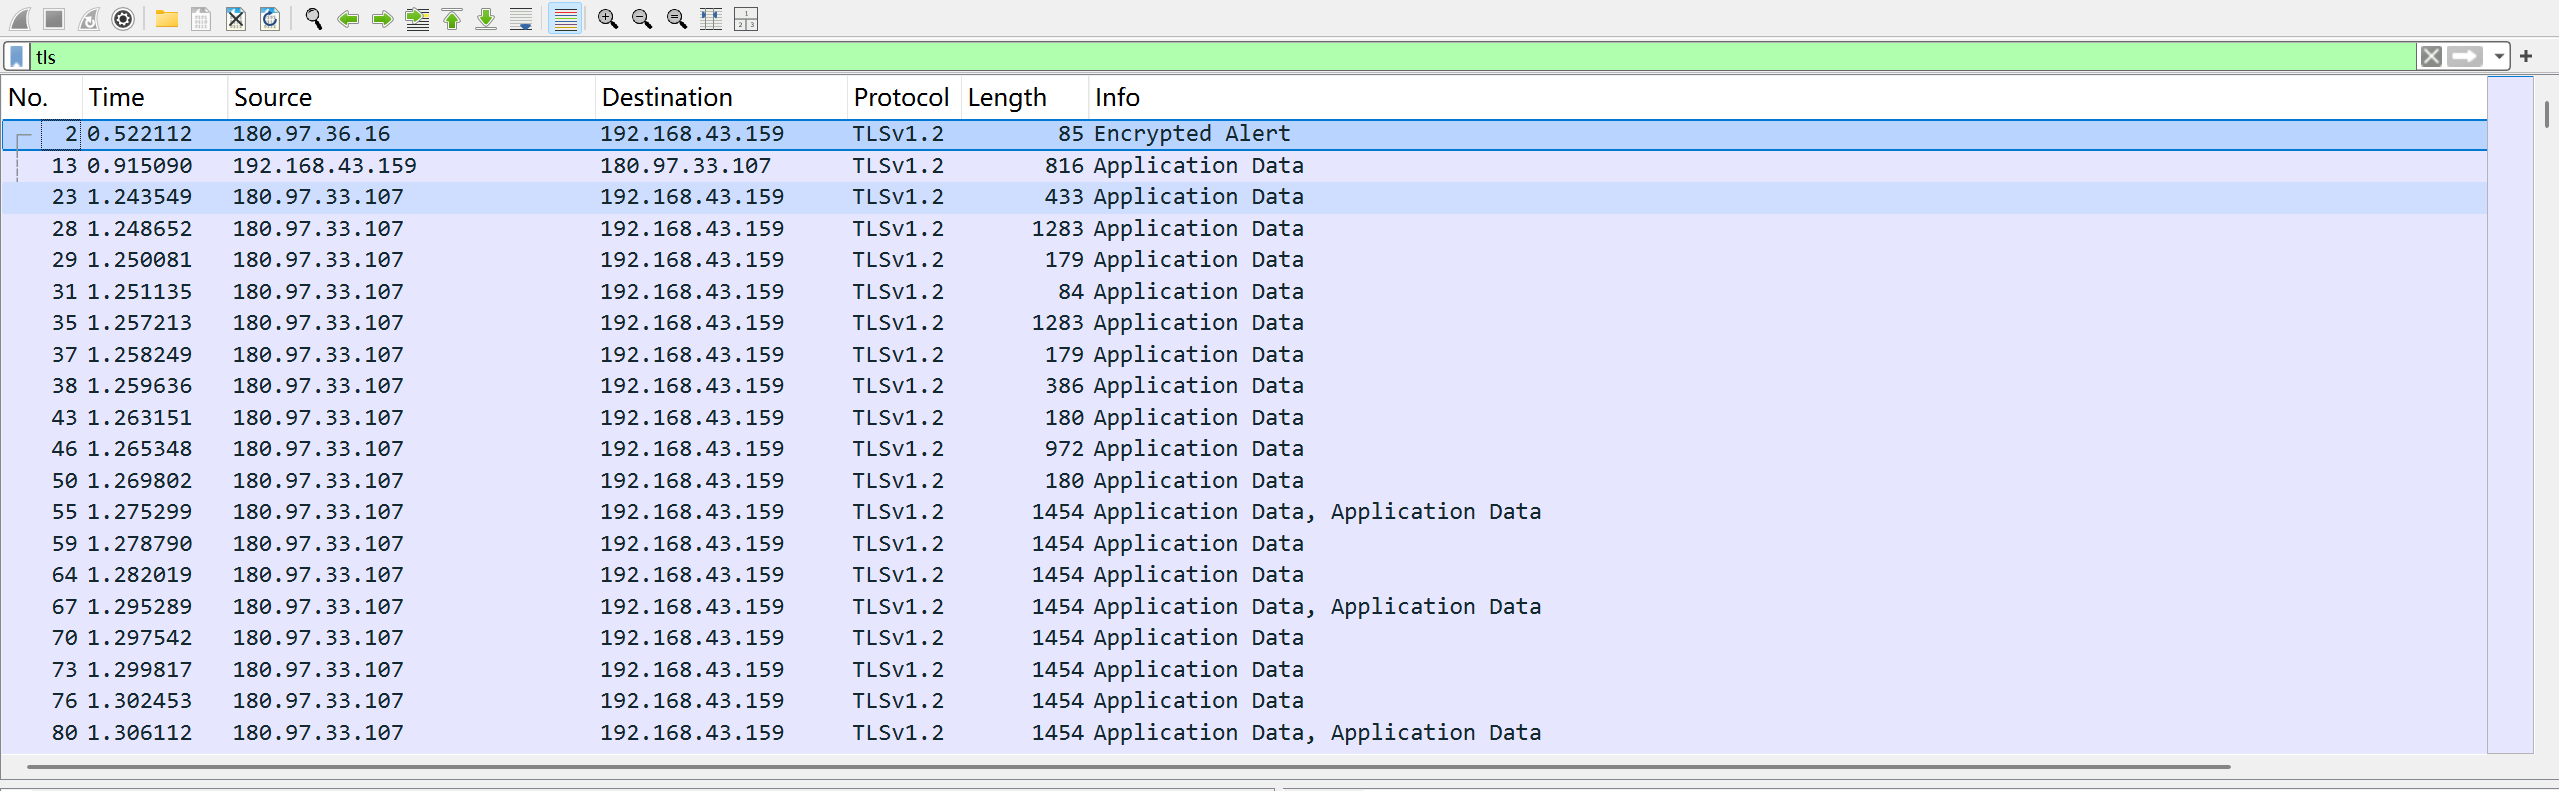 tls
No. Time Source Destination Protocol Length Info
2 0.522112 180.97.36.16 192.168.43.159 TLSv1.2 85 Encrypted Alert
13 0.915090 192.168.43.159 180.97.33.107 TLSv1.2 816 Application Data
23 1.243549 180.97.33.107 192.168.43.159 TLSv1.2 433 Application Data
28 1.248652 180.97.33.107 192.168.43.159 TLSv1.2 1283 Application Data
29 1.250081 180.97.33.107 192.168.43.159 TLSv1.2 179 Application Data
31 1.251135 180.97.33.107 192.168.43.159 TLSv1.2 84 Application Data
35 1.257213 180.97.33.107 192.168.43.159 TLSv1.2 1283 Application Data
37 1.258249 180.97.33.107 192.168.43.159 TLSv1.2 179 Application Data
38 1.259636 180.97.33.107 192.168.43.159 TLSv1.2 386 Application Data
43 1.263151 180.97.33.107 192.168.43.159 TLSv1.2 180 Application Data
46 1.265348 180.97.33.107 192.168.43.159 TLSv1.2 972 Application Data
50 1.269802 180.97.33.107 192.168.43.159 TLSv1.2 180 Application Data
55 1.275299 180.97.33.107 192.168.43.159 TLSv1.2 1454 Application Data, Application Data
59 1.278790 180.97.33.107 192.168.43.159 TLSv1.2 1454 Application Data
64 1.282019 180.97.33.107 192.168.43.159 TLSv1.2 1454 Application Data
67 1.295289 180.97.33.107 192.168.43.159 TLSv1.2 1454 Application Data, Application Data
70 1.297542 180.97.33.107 192.168.43.159 TLSv1.2 1454 Application Data
73 1.299817 180.97.33.107 192.168.43.159 TLSv1.2 1454 Application Data
76 1.302453 180.97.33.107 192.168.43.159 TLSv1.2 1454 Application Data
80 1.306112 180.97.33.107 192.168.43.159 TLSv1.2 1454 Application Data, Application Data